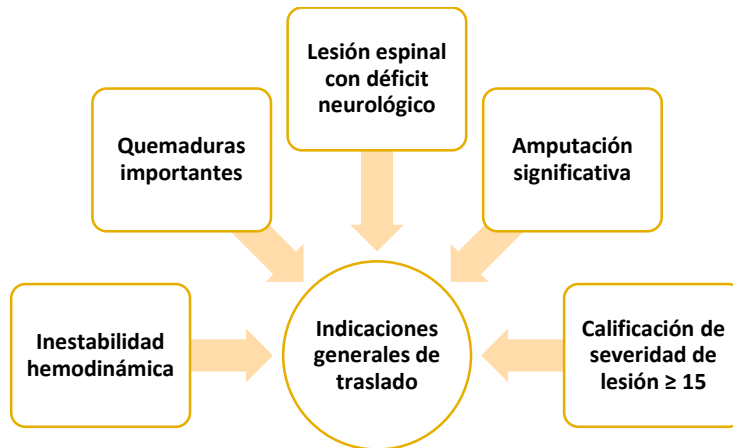 Lesión espinal
con déficit
neurológico
Quemaduras
importantes
Amputación
significativa
Inestabilidad
hemodinámica
Indicaciones
generales de
traslado
Calificación de
severidad de
lesión ≥ 15